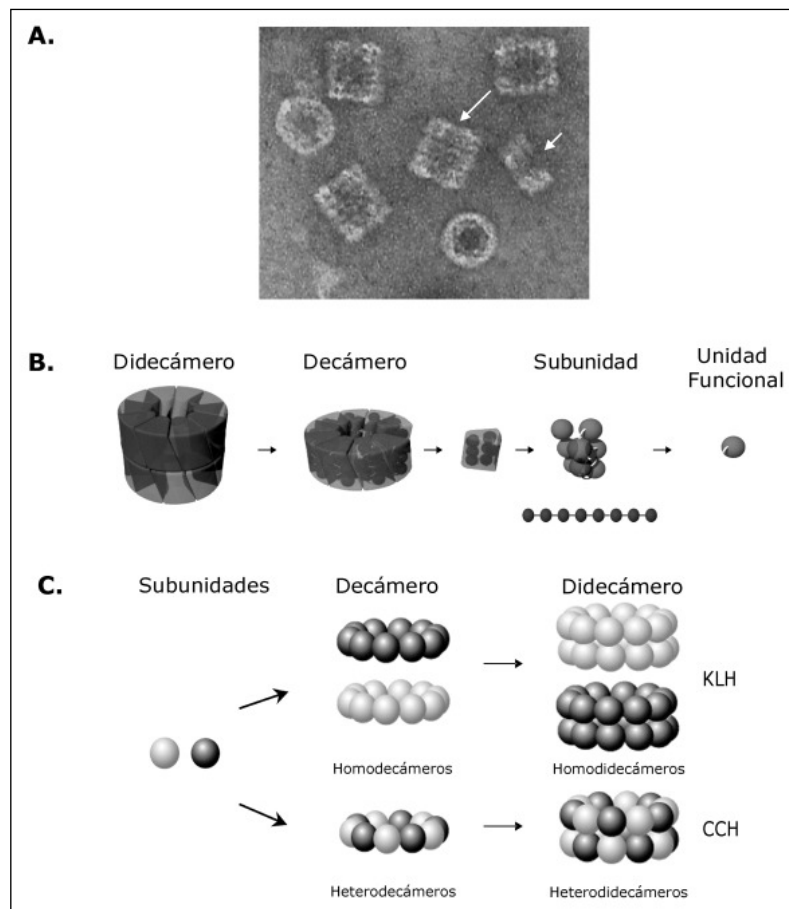 A.
B.
Didecámero
Decámero
Subunidad
Unidad
Funcional
C.
Subunidades
Decámero
Didecámero
KLH
Homodecámeros
Homodidecámeros
CCH
Heterodecámeros
Heterodidecámeros